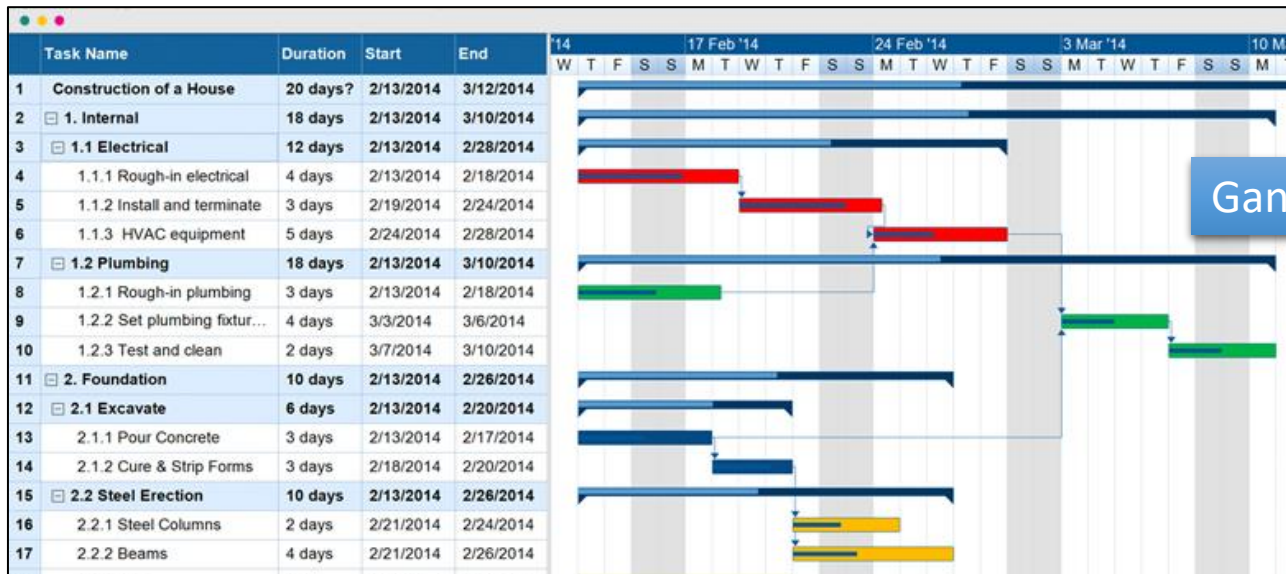 Task Name Duration Start End '14 17 Feb '14 24 Feb '14 3 Mar '14 10 M
W T F S S M T W T F S S M T W T F S S M T W T F S S M
1 Construction of a House 20 days? 2/13/2014 3/12/2014
2 1. Internal 18 days 2/13/2014 3/10/2014
3 1.1 Electrical 12 days 2/13/2014 2/28/2014
4 1.1.1 Rough-in electrical 4 days 2/13/2014 2/18/2014
5 1.1.2 Install and terminate 3 days 2/19/2014 2/24/2014
Gan
6 1.1.3 HVAC equipment 5 days 2/24/2014 2/28/2014
7 1.2 Plumbing 18 days 2/13/2014 3/10/2014
8 1.2.1 Rough-in plumbing 3 days 2/13/2014 2/18/2014
9 1.2.2 Set plumbing fixtur... 4 days 3/3/2014 3/6/2014
10 1.2.3 Test and clean 2 days 3/7/2014 3/10/2014
11 2. Foundation 10 days 2/13/2014 2/26/2014
12 2.1 Excavate 6 days 2/13/2014 2/20/2014
13 2.1.1 Pour Concrete 3 days 2/13/2014 2/17/2014
14 2.1.2 Cure & Strip Forms 3 days 2/18/2014 2/20/2014
15 2.2 Steel Erection 10 days 2/13/2014 2/26/2014
16 2.2.1 Steel Columns 2 days 2/21/2014 2/24/2014
17 2.2.2 Beams 4 days 2/21/2014 2/26/2014